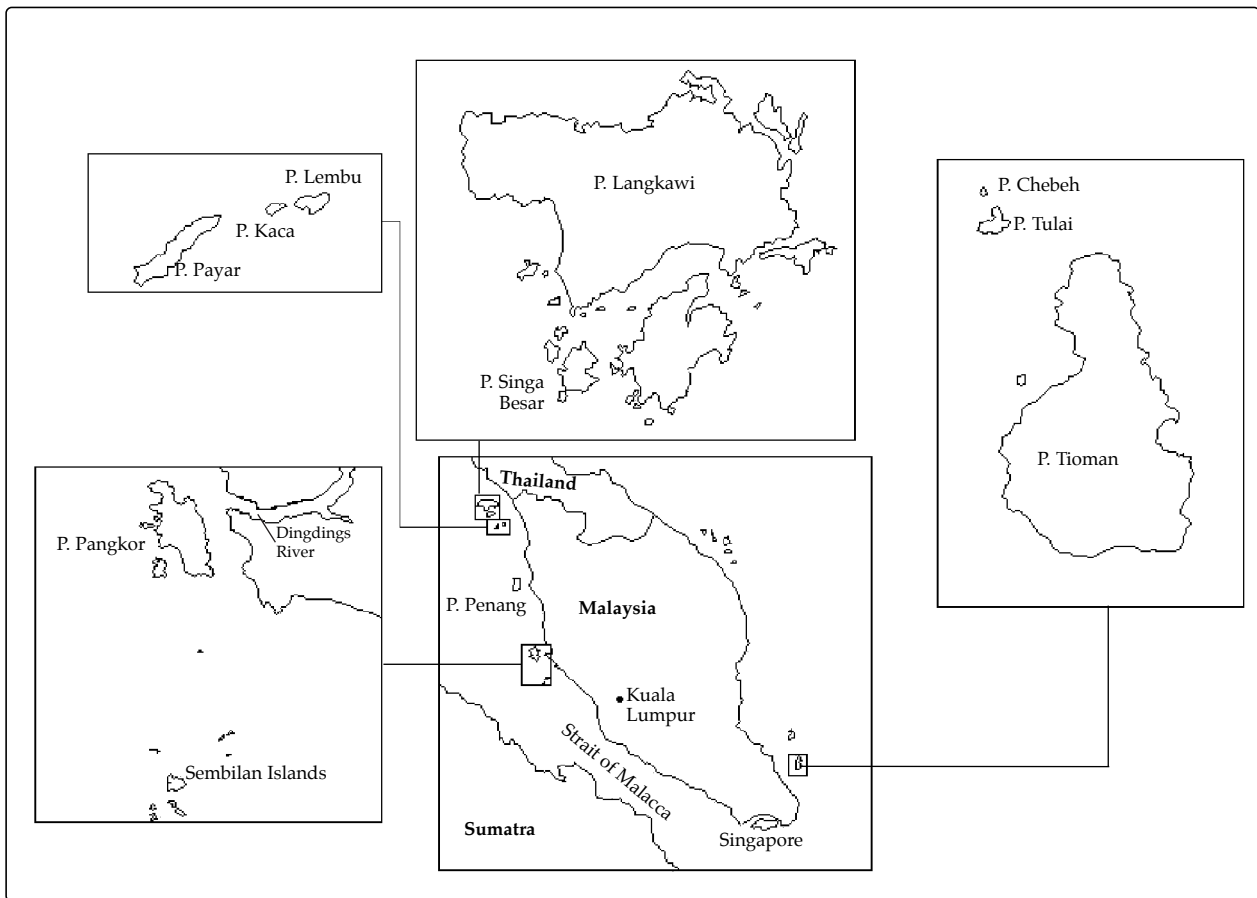 P. Lembu
P. Kaca
P. Payar
P. Langkawi
P. Singa
Besar
P. Chebeh
P. Tulai
P. Tioman
P. Pangkor
Dingdings
River
Sembilan Islands
Thailand
P. Penang
Malaysia
Kuala
Lumpur
Strait of Malacca
Sumatra
Singapore